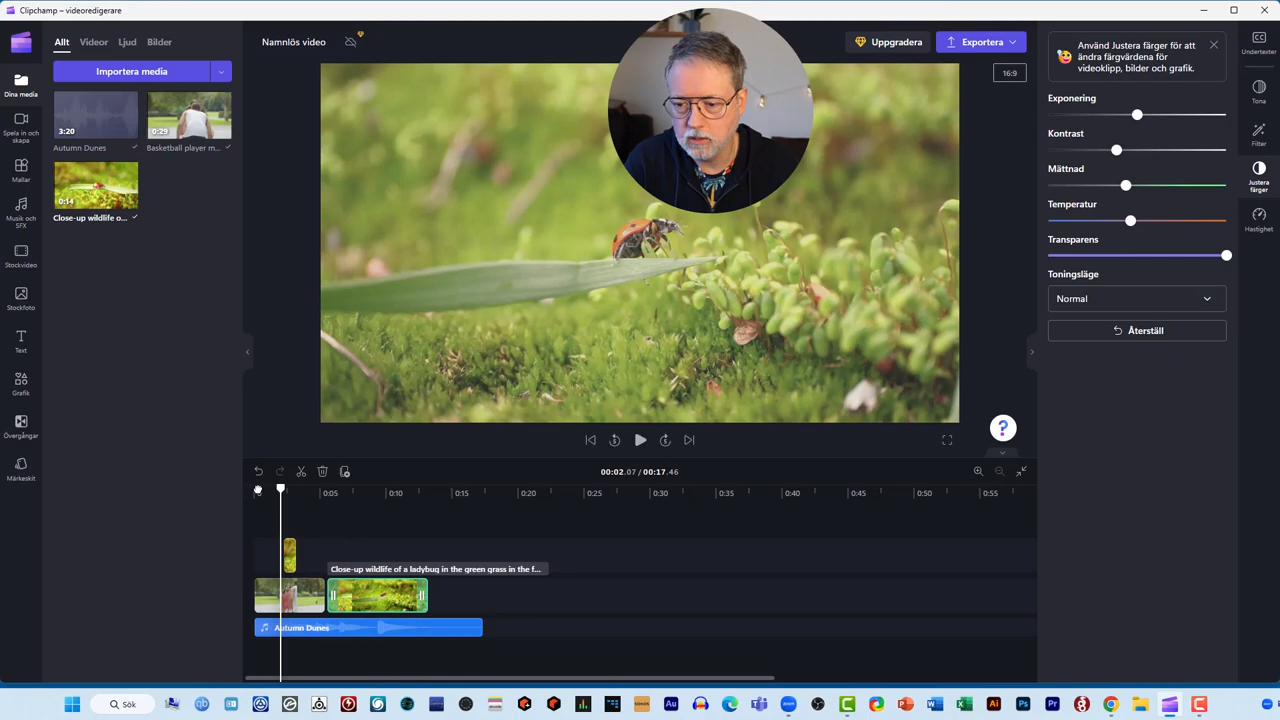 Clipchamp – videoredigerare
Allt Videor Ljud Bilder
Namnlös video
Uppgradera
Exportera
16:9
Importera media
Dina media
Spela in och skapa
Mallar
Musik och SFX
Stockvideo
Stockfoto
Text
Grafik
Övergångar
Märkeskit
3:20
Autumn Dunes
0:29
Basketball player m...
0:14
Close-up wildlife o...
Använd Justera färger för att
ändra färgvärdena för
videoklipp, bilder och grafik.
Exponering
Kontrast
Mättnad
Temperatur
Transparens
Toningsläge
Normal
Återställ
Undertexter
Tona
Filter
Justera färger
Hastighet
?
00:02.07 / 00:17.46
0:05 0:10 0:15 0:20 0:25 0:30 0:35 0:40 0:45 0:50 0:55
Close-up wildlife of a ladybug in the green grass in the f...
Autumn Dunes
Sök